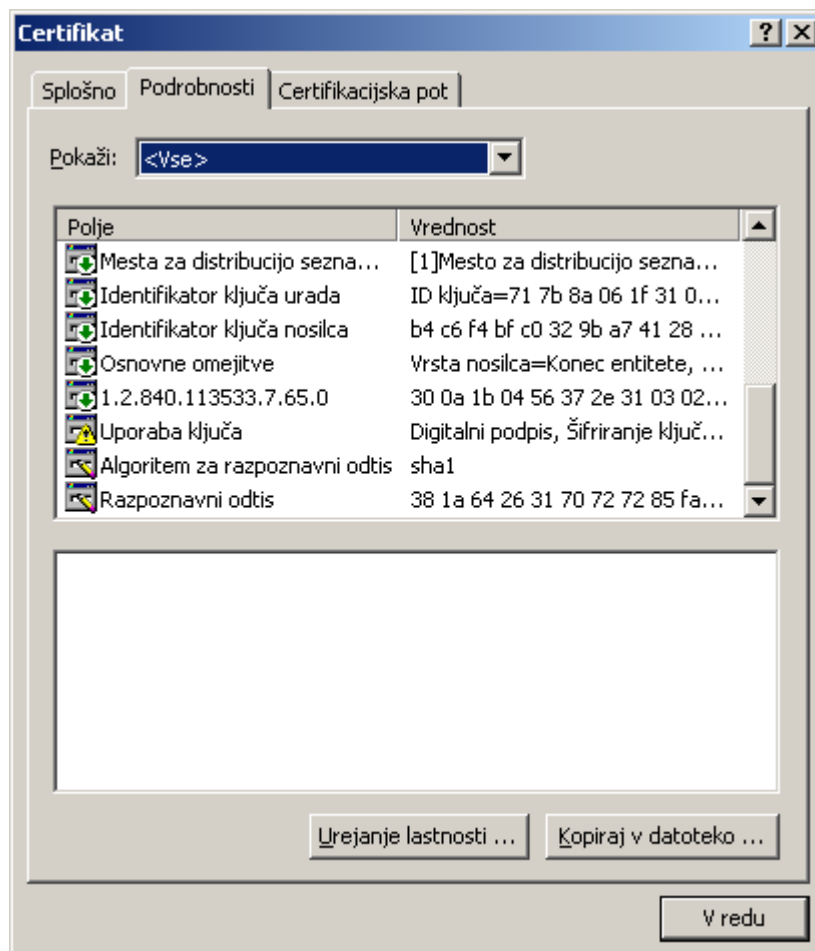 Certifikat
Splošno Podrobnosti Certifikacijska pot
Pokaži: <Vse>
Polje Vrednost
Mesta za distribucijo sezna... [1]Mesto za distribucijo sezna...
Identifikator ključa urada ID ključa=71 7b 8a 06 1f 31 0...
Identifikator ključa nosilca b4 c6 f4 bf c0 32 9b a7 41 28 ...
Osnovne omejitve Vrsta nosilca=Konec entitete, ...
1.2.840.113533.7.65.0 30 0a 1b 04 56 37 2e 31 03 02...
Uporaba ključa Digitalni podpis, Šifriranje ključ...
Algoritem za razpoznavni odtis sha1
Razpoznavni odtis 38 1a 64 26 31 70 72 72 85 fa...
Urejanje lastnosti ... Kopiraj v datoteko ...
V redu